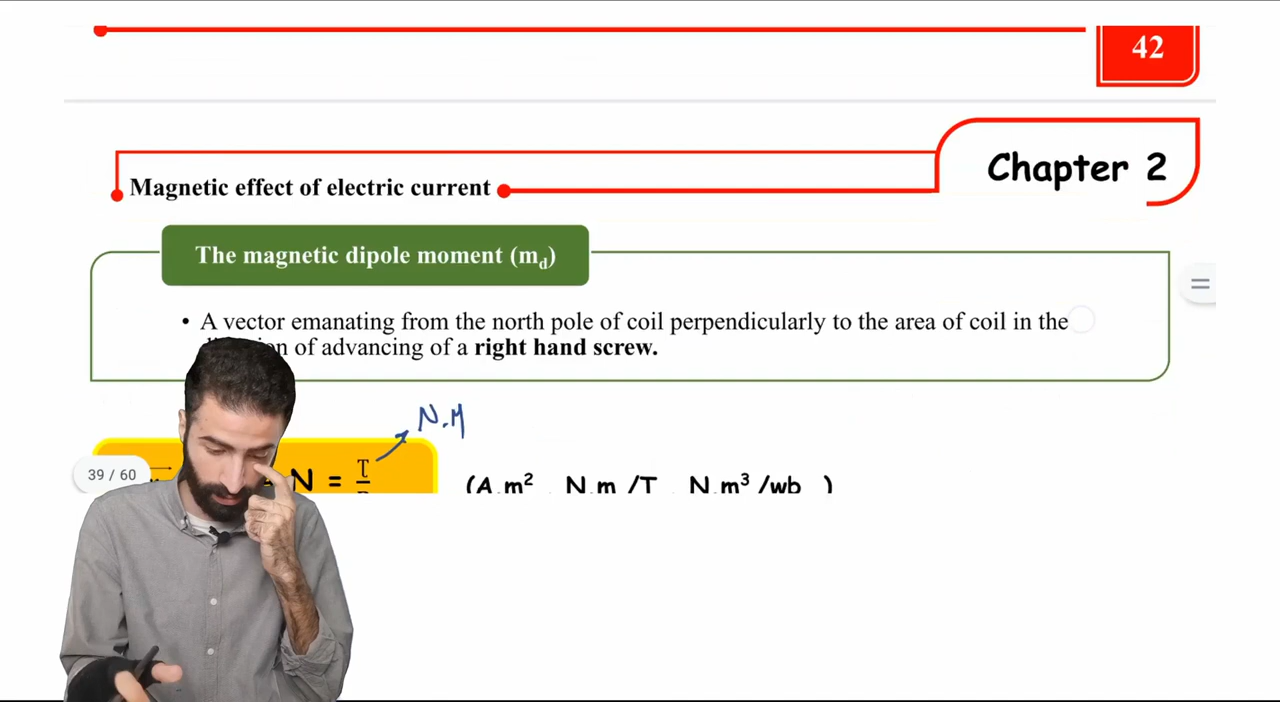 42
Chapter 2
Magnetic effect of electric current
The magnetic dipole moment (m_d)
• A vector emanating from the north pole of coil perpendicularly to the area of coil in the
of advancing of a right hand screw.
N.M
39 / 60
N = T
(A.m² , N.m /T , N.m³ /wb )